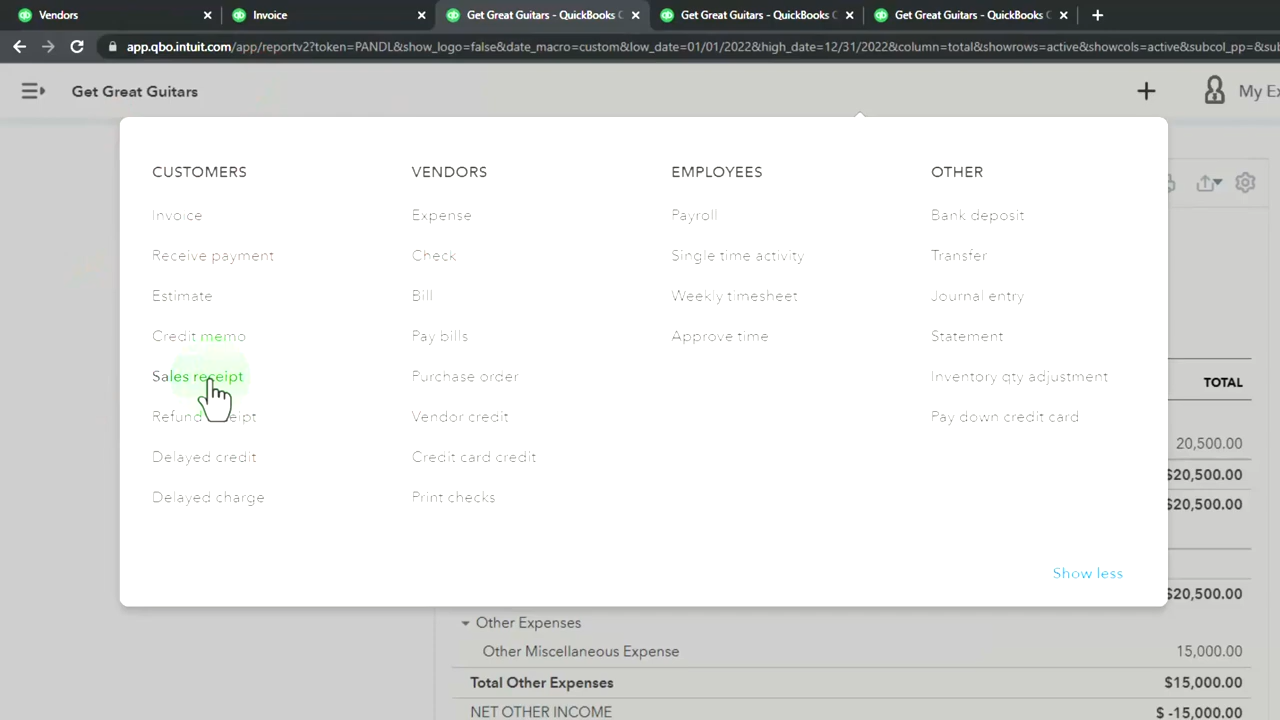 Vendors
Invoice
Get Great Guitars - QuickBooks C
Get Great Guitars - QuickBooks C
Get Great Guitars - QuickBooks C
app.qbo.intuit.com/app/reportv2?token=PANDL&show_logo=false&date_macro=custom&low_date=01/01/2022&high_date=12/31/2022&column=total&showrows=active&showcols=active&subcol_pp=&sub
Get Great Guitars
My Ex
CUSTOMERS
Invoice
Receive payment
Estimate
Credit memo
Sales receipt
Refund receipt
Delayed credit
Delayed charge
VENDORS
Expense
Check
Bill
Pay bills
Purchase order
Vendor credit
Credit card credit
Print checks
EMPLOYEES
Payroll
Single time activity
Weekly timesheet
Approve time
OTHER
Bank deposit
Transfer
Journal entry
Statement
Inventory qty adjustment
Pay down credit card
Show less
TOTAL
20,500.00
$20,500.00
$20,500.00
$20,500.00
Other Expenses
Other Miscellaneous Expense 15,000.00
Total Other Expenses $15,000.00
NET OTHER INCOME $ -15,000.00